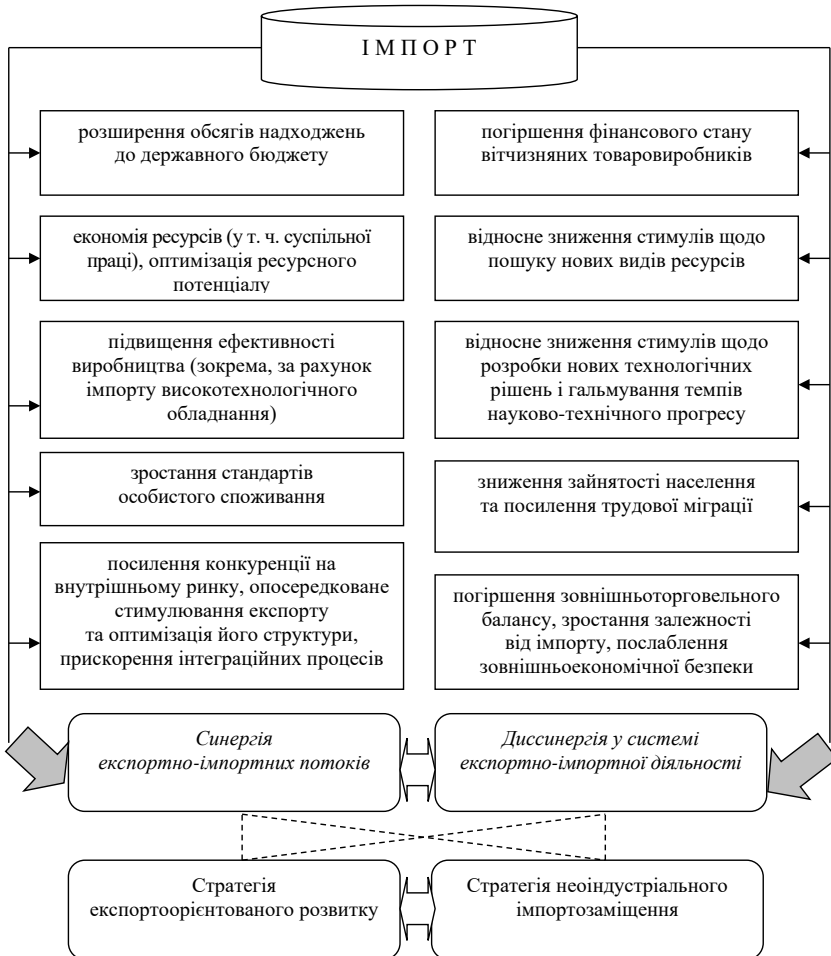 І М П О Р Т
розширення обсягів надходжень
до державного бюджету
економія ресурсів (у т. ч. суспільної
праці), оптимізація ресурсного
потенціалу
підвищення ефективності
виробництва (зокрема, за рахунок
імпорту високотехнологічного
обладнання)
зростання стандартів
особистого споживання
посилення конкуренції на
внутрішньому ринку, опосередковане
стимулювання експорту
та оптимізація його структури,
прискорення інтеграційних процесів
погіршення фінансового стану
вітчизняних товаровиробників
відносне зниження стимулів щодо
пошуку нових видів ресурсів
відносне зниження стимулів щодо
розробки нових технологічних
рішень і гальмування темпів
науково-технічного прогресу
зниження зайнятості населення
та посилення трудової міграції
погіршення зовнішньоторговельного
балансу, зростання залежності
від імпорту, послаблення
зовнішньоекономічної безпеки
Синергія
експортно-імпортних потоків
Диссинергія у системі
експортно-імпортної діяльності
Стратегія
експортоорієнтованого розвитку
Стратегія неоіндустріального
імпортозаміщення